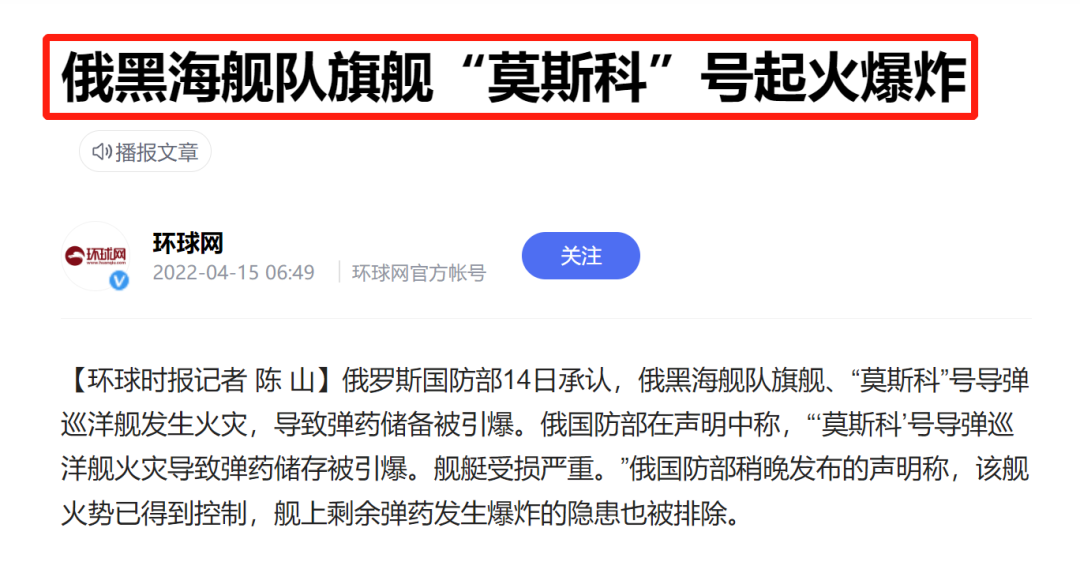 俄黑海舰队旗舰“莫斯科”号起火爆炸
播报文章
环球网
www.huanqiu.com
环球网
2022-04-15 06:49
环球网官方帐号
关注
【环球时报记者 陈 山】俄罗斯国防部14日承认，俄黑海舰队旗舰、“莫斯科”号导弹
巡洋舰发生火灾，导致弹药储备被引爆。俄国防部在声明中称，“‘莫斯科’号导弹巡
洋舰火灾导致弹药储存被引爆。舰艇受损严重。”俄国防部稍晚发布的声明称，该舰
火势已得到控制，舰上剩余弹药发生爆炸的隐患也被排除。